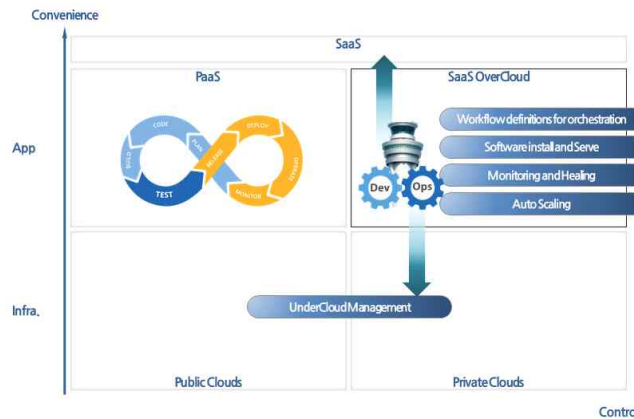 Convenience
SaaS
PaaS
SaaS OverCloud
CODE
PLAN
BUILD
TEST
RELEASE
DEPLOY
OPERATE
MONITOR
App
Dev
Ops
Workflow definitions for orchestration
Software install and Serve
Monitoring and Healing
Auto Scaling
Infra.
UnderCloud Management
Public Clouds
Private Clouds
Contro